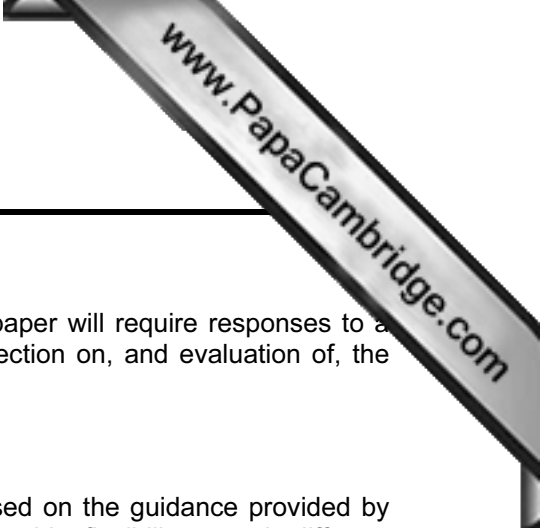 www.PapaCambridge.com
paper will require responses to a
ection on, and evaluation of, the
sed on the guidance provided by